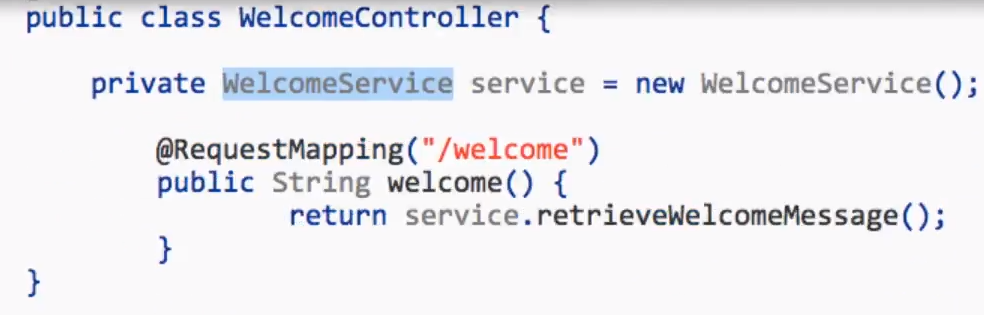 public class WelcomeController {
private WelcomeService service = new WelcomeService();
@RequestMapping("/welcome")
public String welcome() {
return service.retrieveWelcomeMessage();
}
}